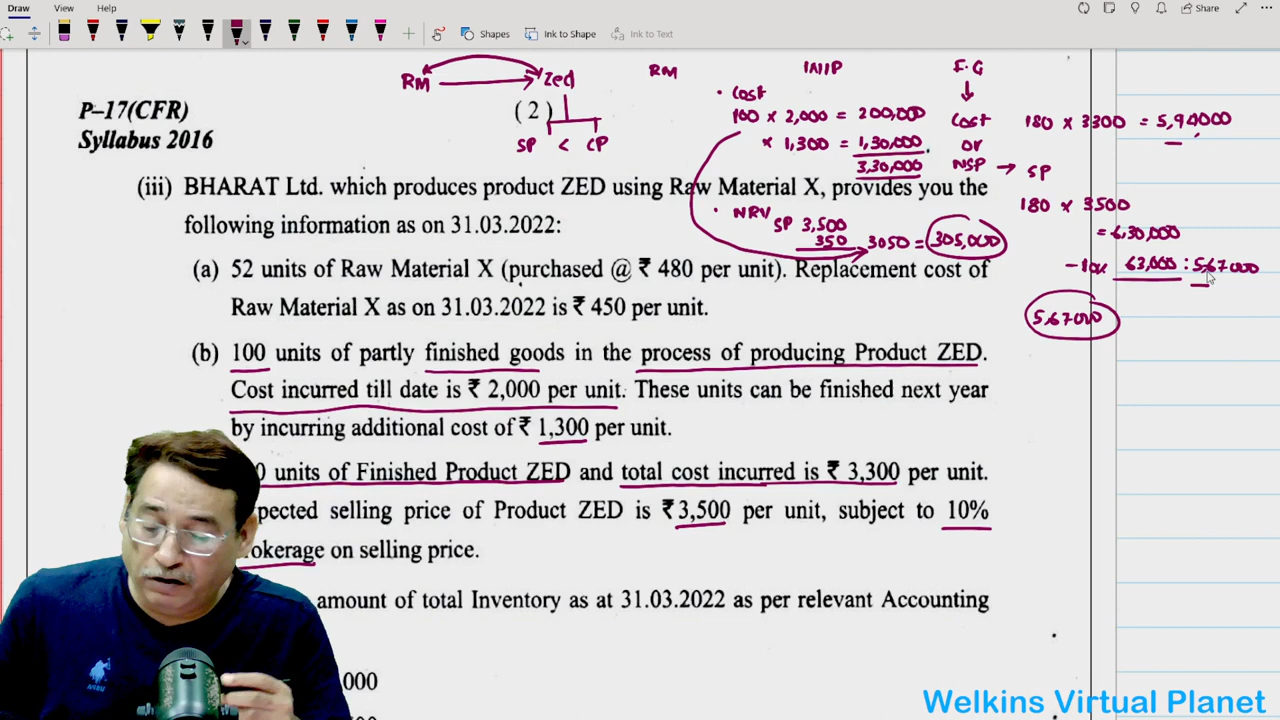 Draw View Help
Share
Shapes Ink to Shape Ink to Text
RM Zed RM WIP F.G
P–17(CFR) (2) SP < CP
Syllabus 2016
• Cost
100 × 2,000 = 200,000
× 1,300 = 1,30,000
3,30,000
Cost
or
NSP → SP
180 × 3300 = 5,94000
180 × 3500
= 6,30,000
– 10% 63,000 : 567000
567000
(iii) BHARAT Ltd. which produces product ZED using Raw Material X, provides you the
following information as on 31.03.2022:
• NRV
SP 3,500
350 3050 = 305,000
(a) 52 units of Raw Material X (purchased @ ₹ 480 per unit). Replacement cost of
Raw Material X as on 31.03.2022 is ₹ 450 per unit.
(b) 100 units of partly finished goods in the process of producing Product ZED.
Cost incurred till date is ₹ 2,000 per unit. These units can be finished next year
by incurring additional cost of ₹ 1,300 per unit.
0 units of Finished Product ZED and total cost incurred is ₹ 3,300 per unit.
pected selling price of Product ZED is ₹ 3,500 per unit, subject to 10%
okerage on selling price.
amount of total Inventory as at 31.03.2022 as per relevant Accounting
000
Welkins Virtual Planet